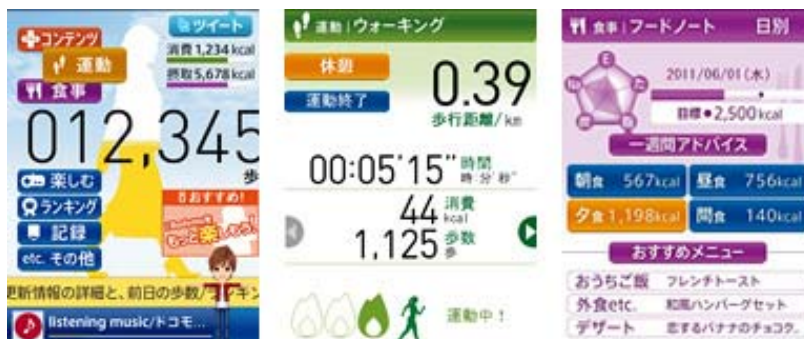 コンテンツ
ツイート
運動
消費 1,234 kcal
摂取 5,678 kcal
食事
012,345
歩
楽しむ
おすすめ!
ランキング
もっと楽しもう!
記録
etc. その他
更新情報の詳細と、前日の歩数/ランキン
listening music/ドコモ...
運動 | ウォーキング
休憩
運動終了
0.39
歩行距離/km
00:05'15" 時間
時 分' 秒"
44 消費
kcal
1,125 歩数
歩
運動中!
食事 | フードノート 日別
E
2011/06/01(水)
目標●2,500kcal
一週間アドバイス
朝食 567kcal 昼食 756kcal
夕食 1,198kcal 間食 140kcal
おすすめメニュー
おうちご飯 フレンチトースト
外食etc. 和風ハンバーグセット
デザート 恋するバナナのチョコク..